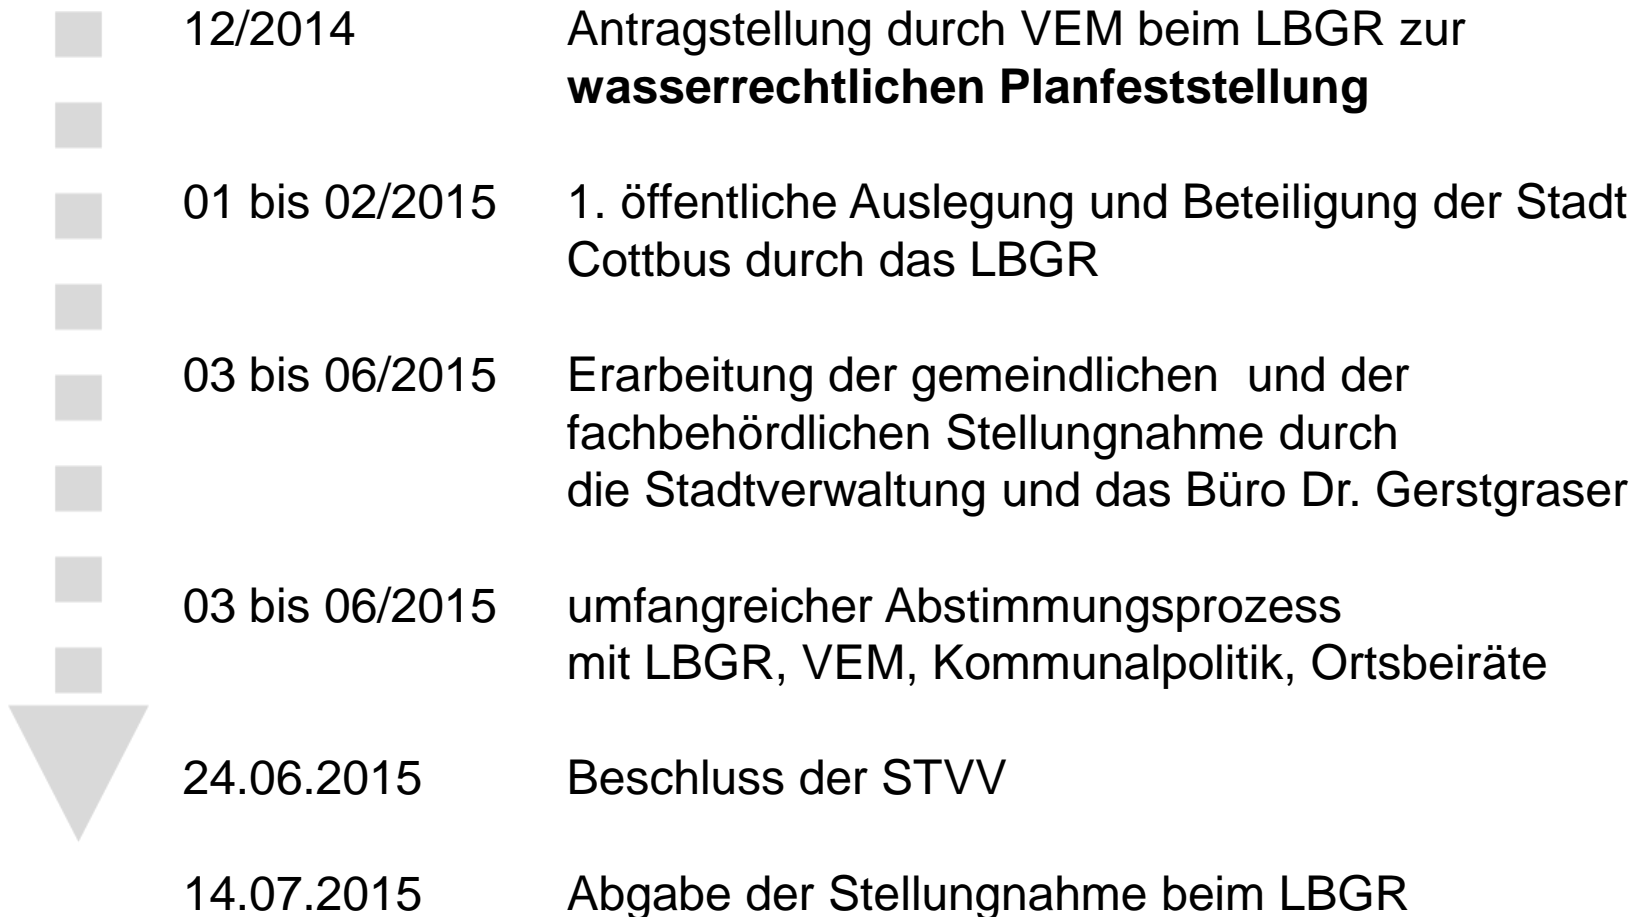 12/2014 Antragstellung durch VEM beim LBGR zur
wasserrechtlichen Planfeststellung
01 bis 02/2015 1. öffentliche Auslegung und Beteiligung der Stadt
Cottbus durch das LBGR
03 bis 06/2015 Erarbeitung der gemeindlichen und der
fachbehördlichen Stellungnahme durch
die Stadtverwaltung und das Büro Dr. Gerstgraser
03 bis 06/2015 umfangreicher Abstimmungsprozess
mit LBGR, VEM, Kommunalpolitik, Ortsbeiräte
24.06.2015 Beschluss der STVV
14.07.2015 Abgabe der Stellungnahme beim LBGR